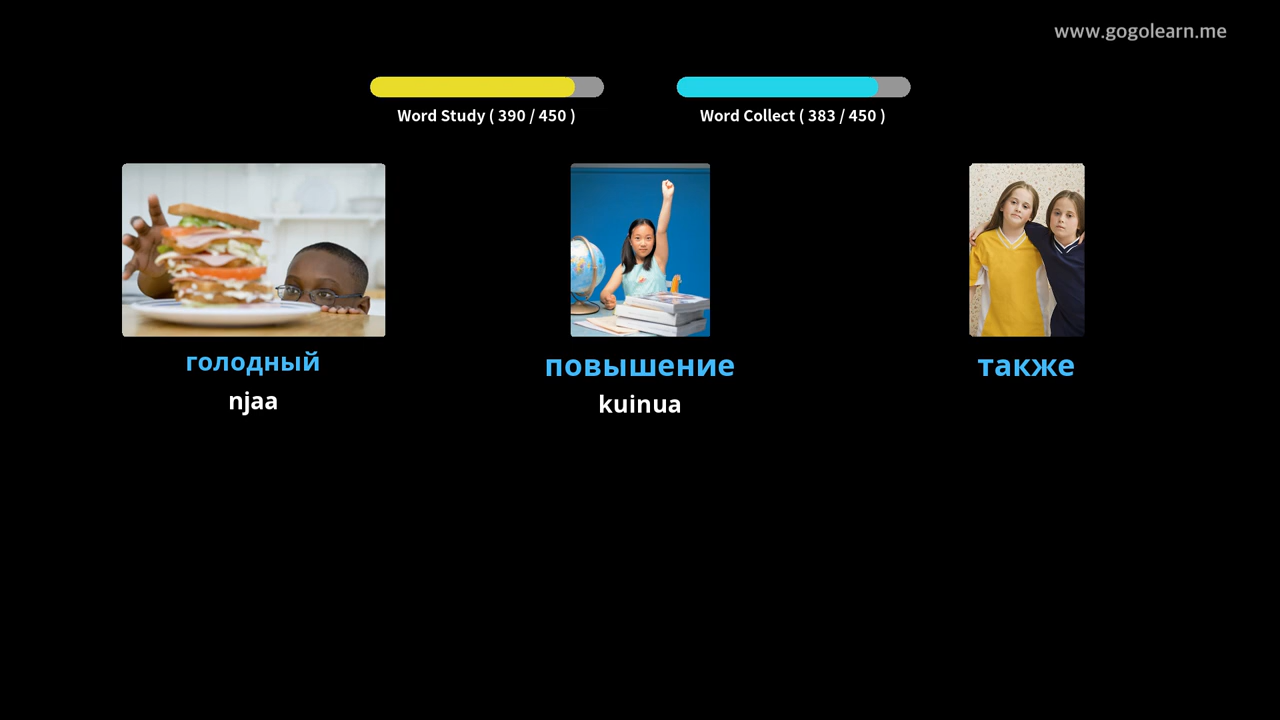 www.gogolearn.me
Word Study ( 390 / 450 )
Word Collect ( 383 / 450 )
голодный
njaa
повышение
kuinua
также